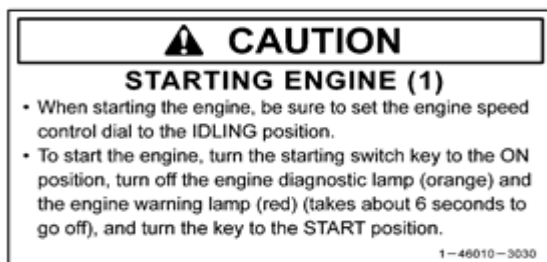 CAUTION
STARTING ENGINE (1)
• When starting the engine, be sure to set the engine speed
control dial to the IDLING position.
• To start the engine, turn the starting switch key to the ON
position, turn off the engine diagnostic lamp (orange) and
the engine warning lamp (red) (takes about 6 seconds to
go off), and turn the key to the START position.
1-46010-3030